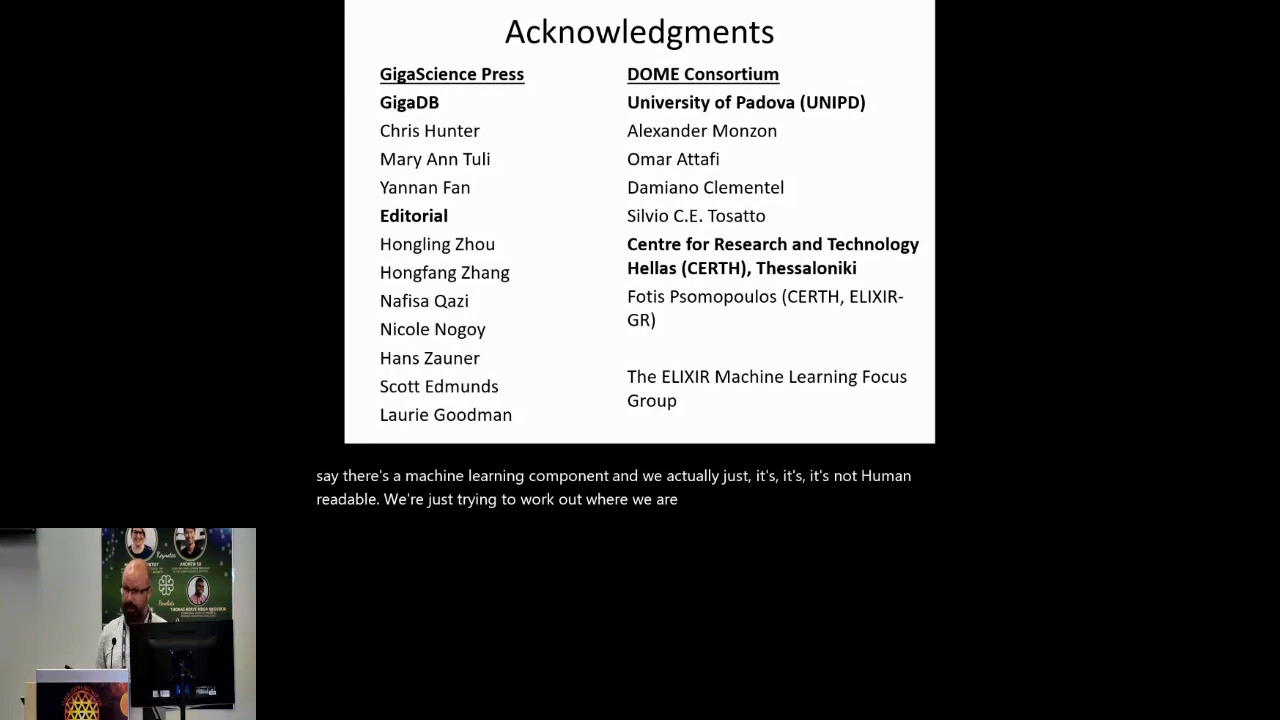 Acknowledgments
GigaScience Press
GigaDB
Chris Hunter
Mary Ann Tuli
Yannan Fan
Editorial
Hongling Zhou
Hongfang Zhang
Nafisa Qazi
Nicole Nogoy
Hans Zauner
Scott Edmunds
Laurie Goodman
DOME Consortium
University of Padova (UNIPD)
Alexander Monzon
Omar Attafi
Damiano Clementel
Silvio C.E. Tosatto
Centre for Research and Technology
Hellas (CERTH), Thessaloniki
Fotis Psomopoulos (CERTH, ELIXIR-
GR)
The ELIXIR Machine Learning Focus
Group
say there's a machine learning component and we actually just, it's, it's, it's not Human
readable. We're just trying to work out where we are
Keynotes
ANDREW SU